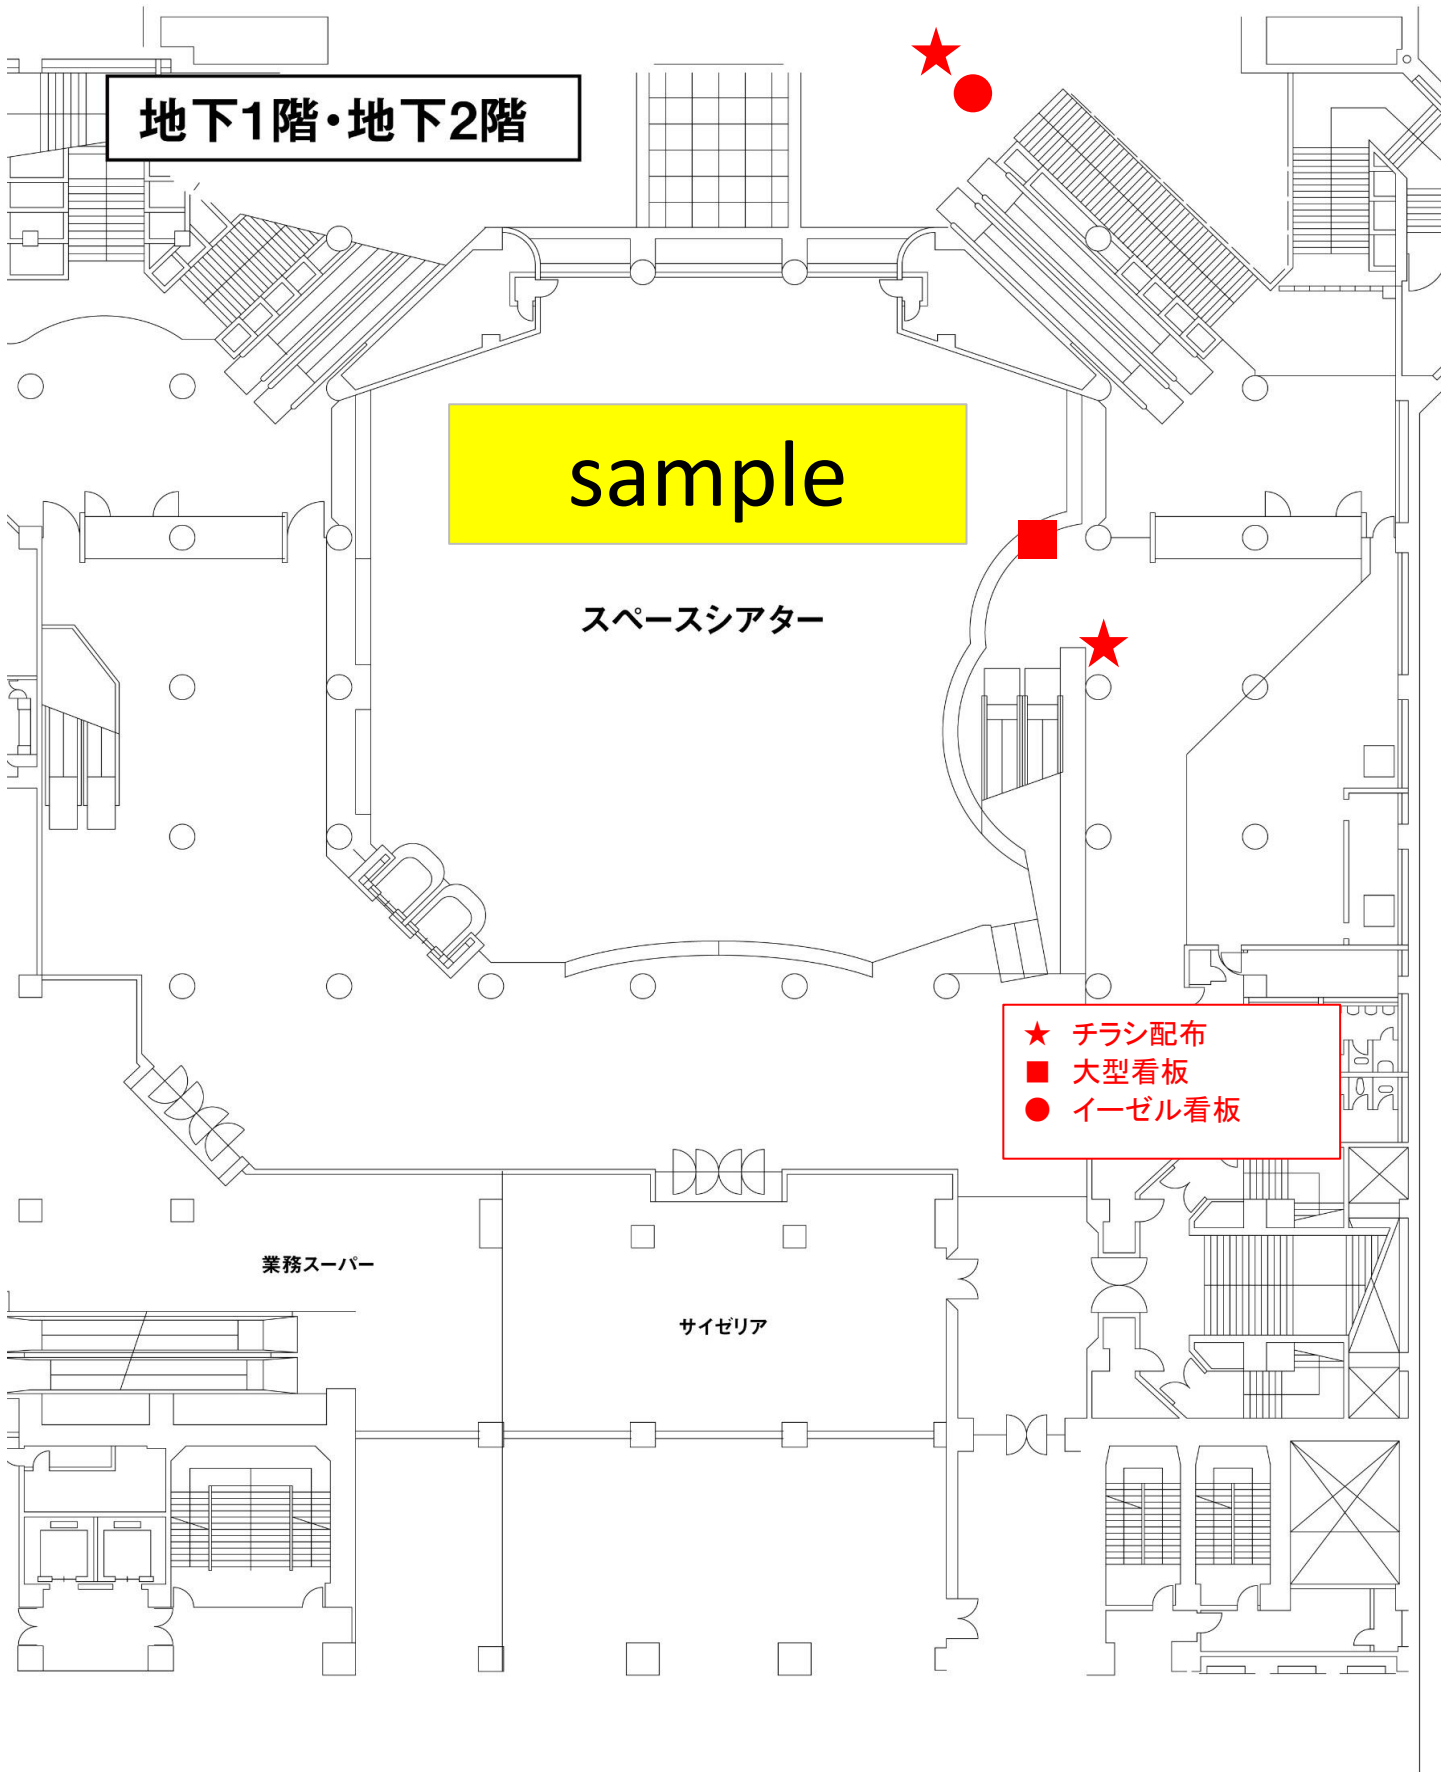 地下1階・地下2階
sample
スペースシアター
★ チラシ配布
■ 大型看板
● イーゼル看板
業務スーパー
サイゼリア